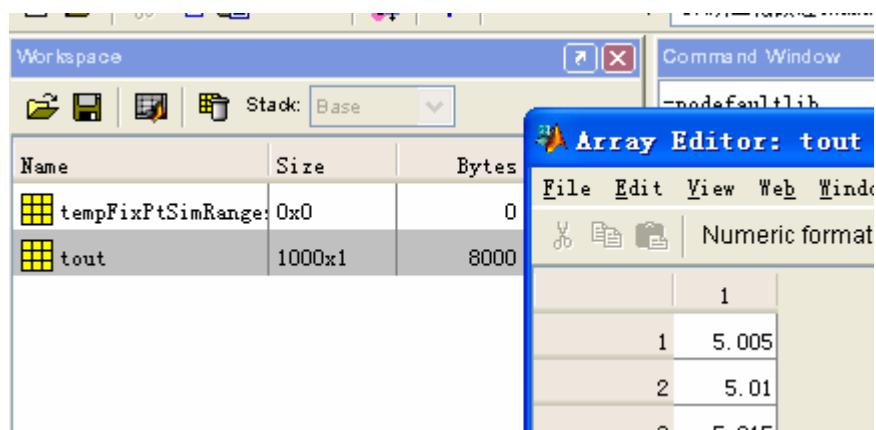 Workspace
Command Window
Stack: Base
=nodefaultlib
Array Editor: tout
Name Size Bytes
File Edit View Web
tempFixPtSimRange 0x0 0
Numeric format
tout 1000x1 8000
1
1 5.005
2 5.01